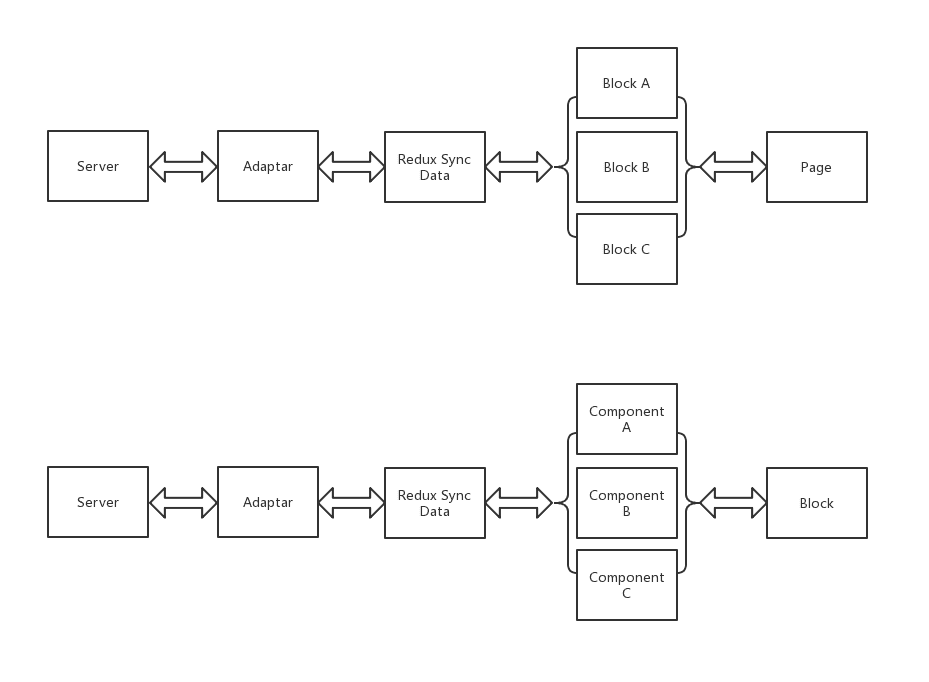 Block A
Server
Adaptar
Redux Sync
Data
Block B
Page
Block C
Component
A
Server
Adaptar
Redux Sync
Data
Component
B
Block
Component
C